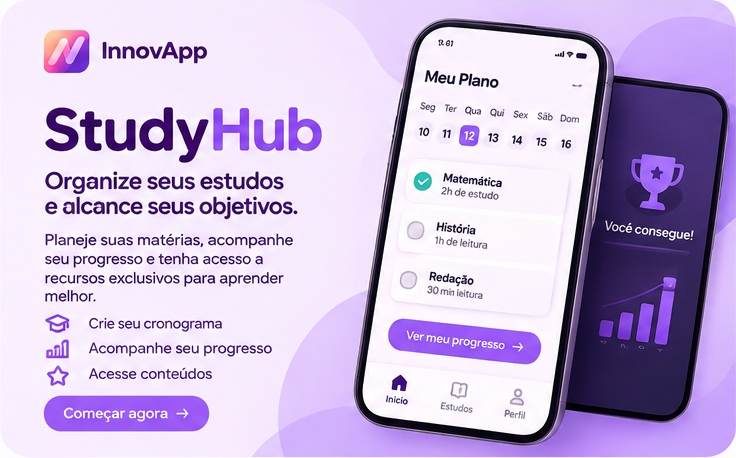 InnovApp
StudyHub
Organize seus estudos
e alcance seus objetivos.
Planeje suas matérias, acompanhe
seu progresso e tenha acesso a
recursos exclusivos para aprender
melhor.
Crie seu cronograma
Acompanhe seu progresso
Acesse conteúdos
Começar agora →
Meu Plano
Seg Ter Qua Qui Sex Sáb Dom
10 11 12 13 14 15 16
Matemática
2h de estudo
História
1h de leitura
Redação
30 min leitura
Ver meu progresso →
Início Estudos Perfil
Você consegue!